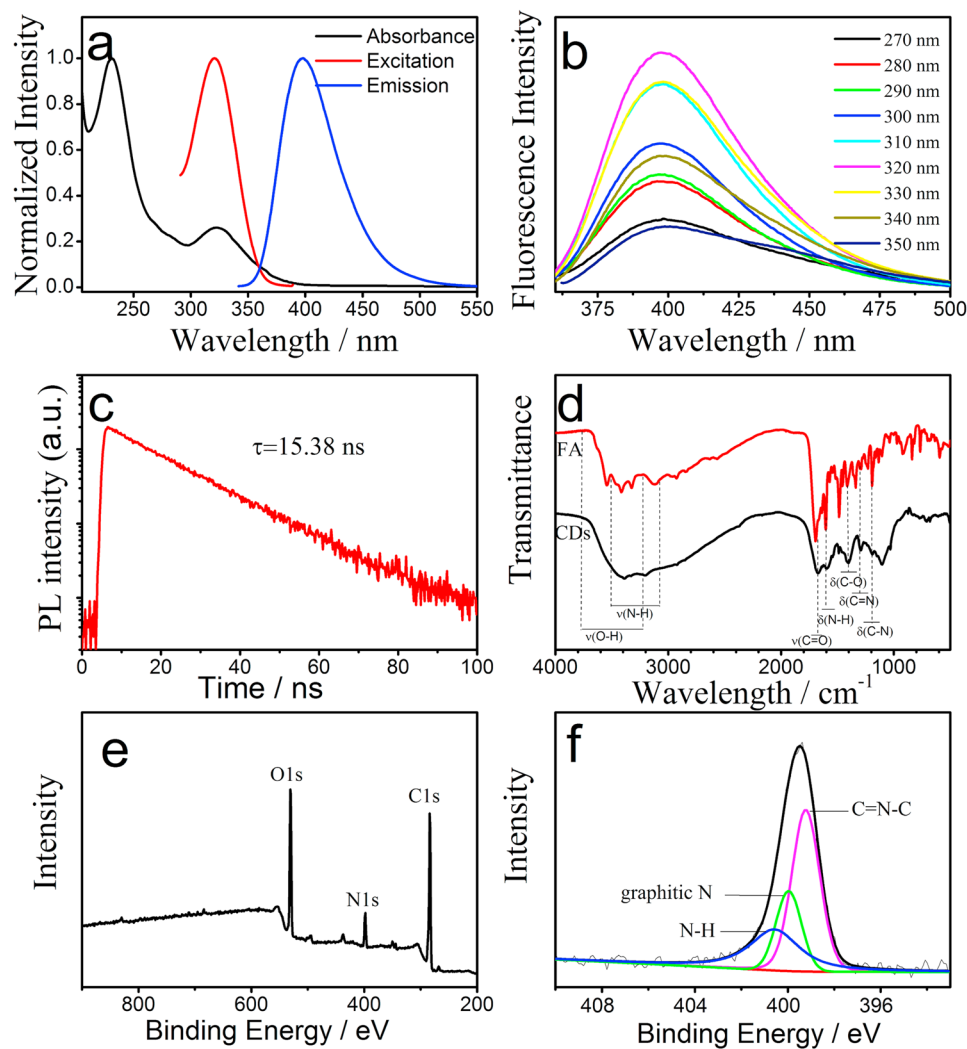 a
Absorbance
Excitation
Emission
Normalized Intensity
1.0
0.8
0.6
0.4
0.2
0.0
250 300 350 400 450 500 550
Wavelength / nm
b
270 nm
280 nm
290 nm
300 nm
310 nm
320 nm
330 nm
340 nm
350 nm
Fluorescence Intensity
375 400 425 450 475 500
Wavelength / nm
c
τ=15.38 ns
PL intensity (a.u.)
0 20 40 60 80 100
Time / ns
d
FA
CDs
Transmittance
ν(N-H)
ν(O-H)
ν(C=O)
δ(N-H)
δ(C-O)
δ(C=N)
δ(C-N)
4000 3000 2000 1000
Wavelength / cm-1
e
O1s
N1s
C1s
Intensity
800 600 400 200
Binding Energy / eV
f
C=N-C
graphitic N
N-H
Intensity
408 404 400 396
Binding Energy / eV